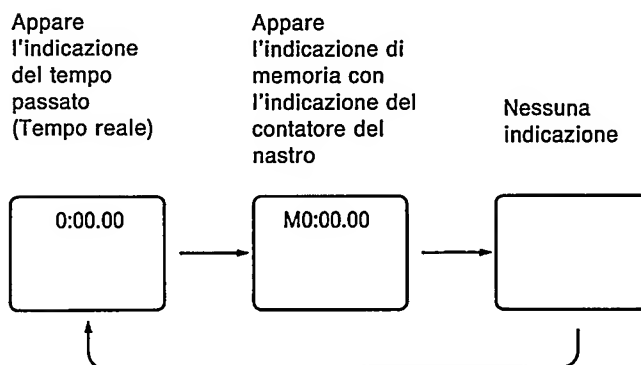 Appare
l'indicazione
del tempo
passato
(Tempo reale)
Appare
l'indicazione di
memoria con
l'indicazione del
contatore del
nastro
Nessuna
indicazione
0:00.00
M0:00.00